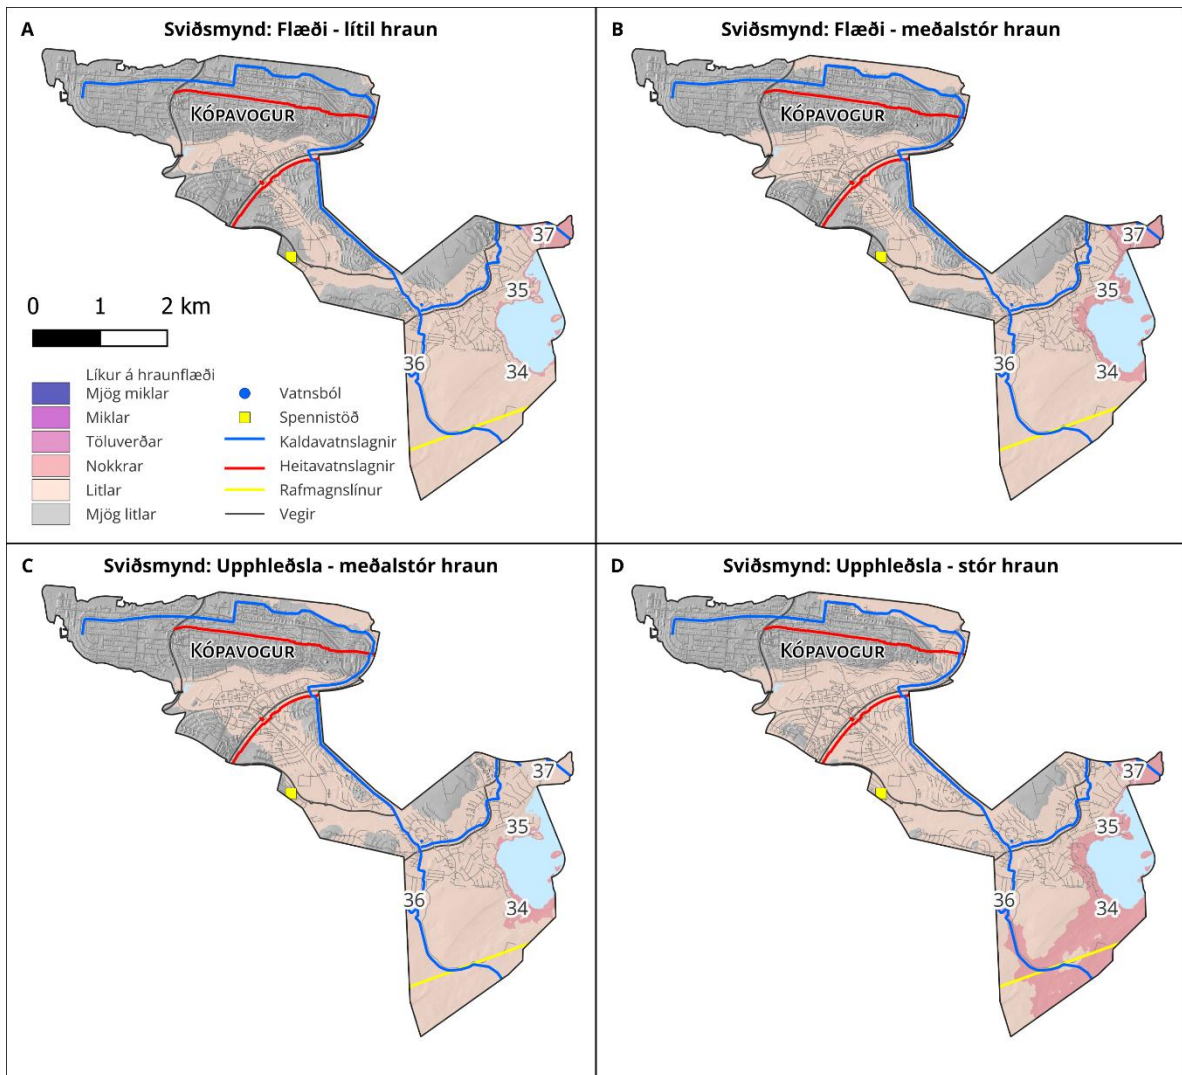 A
Sviðsmynd: Flæði - lítil hraun
KÓPAVOGUR
37
35
36
34
0 1 2 km
Líkur á hraunflæði
Mjög miklar
Miklar
Töluverðar
Nokkrar
Litlar
Mjög litlar
Vatnsból
Spennistöð
Kaldavatnslagnir
Heitavatnslagnir
Rafmagnslínur
Vegir
B
Sviðsmynd: Flæði - meðalstór hraun
KÓPAVOGUR
37
35
36
34
C
Sviðsmynd: Upphleðsla - meðalstór hraun
KÓPAVOGUR
37
35
36
34
D
Sviðsmynd: Upphleðsla - stór hraun
KÓPAVOGUR
37
35
36
34